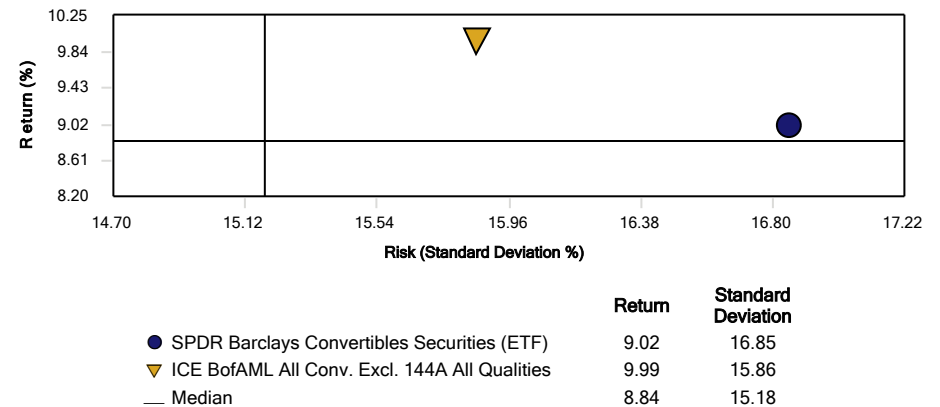 10.25
9.84
9.43
9.02
8.61
8.20
Return (%)
14.70 15.12 15.54 15.96 16.38 16.80 17.22
Risk (Standard Deviation %)
Return Standard Deviation
SPDR Barclays Convertibles Securities (ETF) 9.02 16.85
ICE BofAML All Conv. Excl. 144A All Qualities 9.99 15.86
Median 8.84 15.18